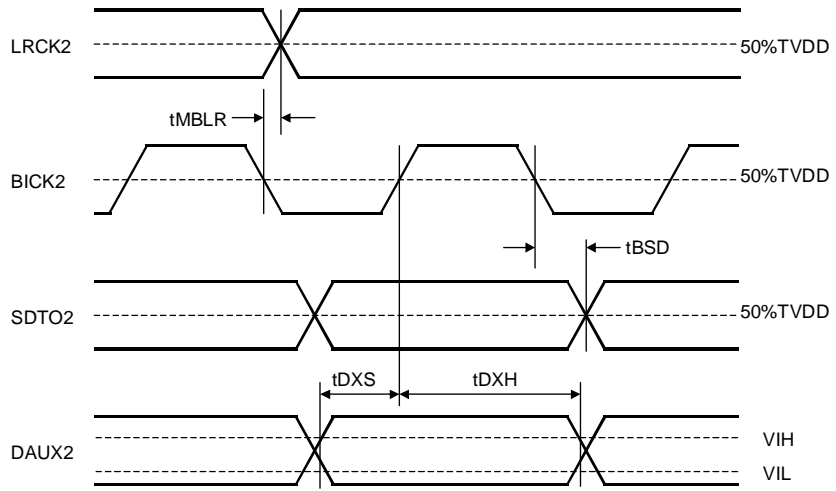 LRCK2
50%TVDD
tMBLR
BICK2
50%TVDD
tBSD
SDTO2
50%TVDD
tDXS
tDXH
DAUX2
VIH
VIL